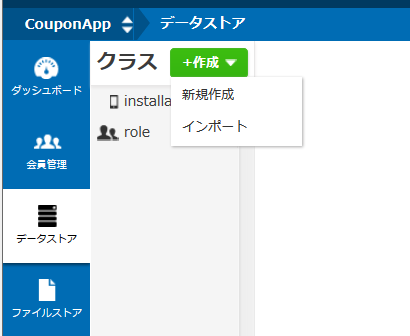 CouponApp
データストア
クラス
+作成
新規作成
installa
インポート
role
ダッシュボード
会員管理
データストア
ファイルストア